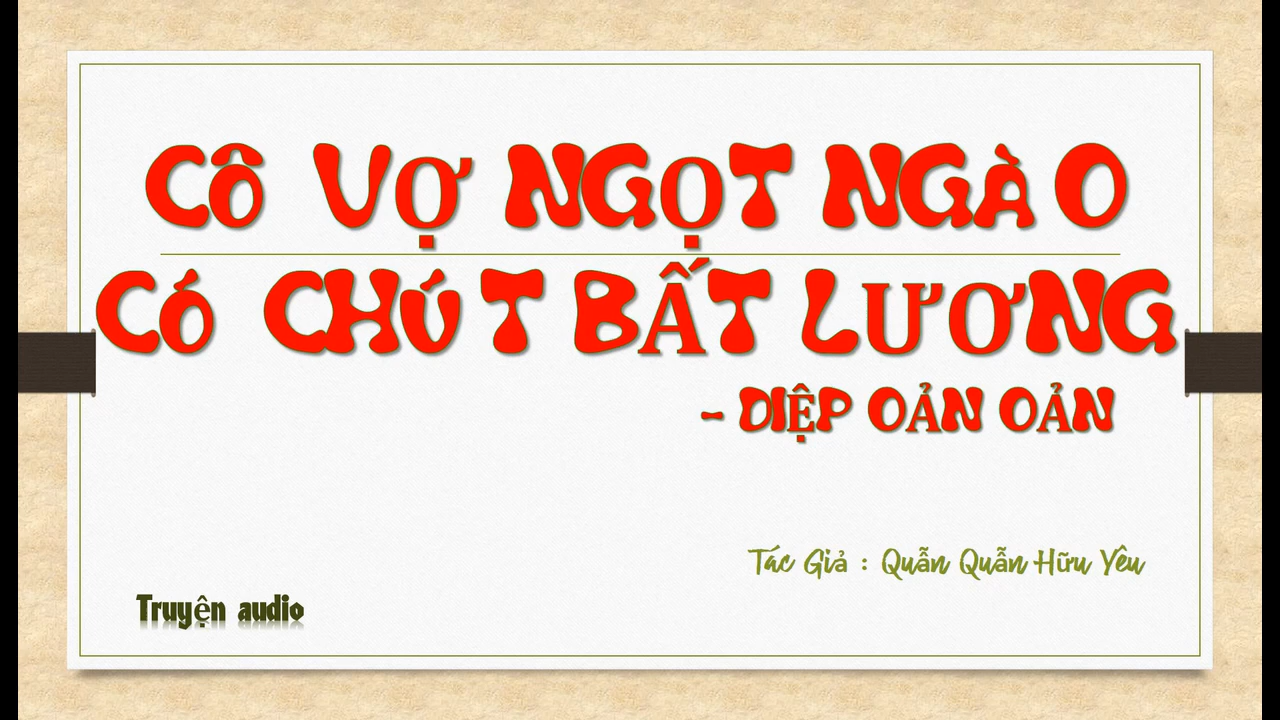 CÔ VỢ NGỌT NGÀO
CÓ CHÚT BẤT LƯƠNG
- DIỆP OẢN OẢN
Tác Giả : Quẫn Quẫn Hữu Yêu
Truyện audio